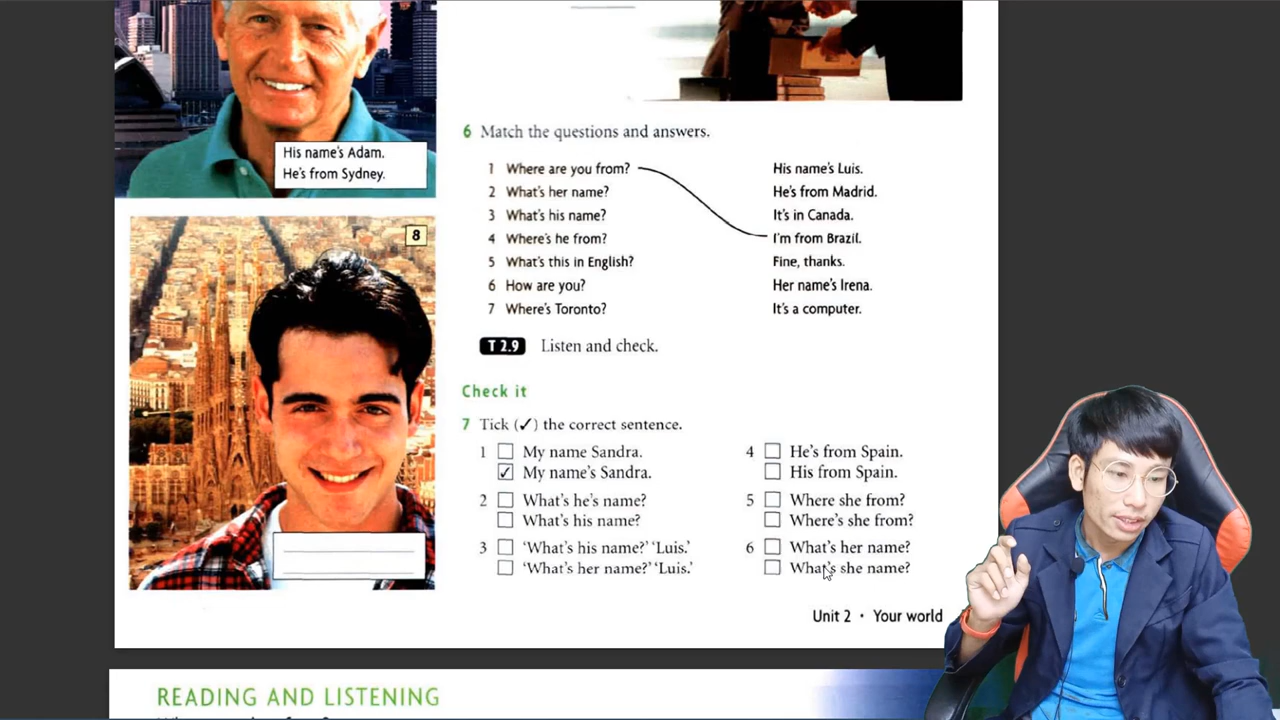 His name's Adam.
He's from Sydney.
8
6 Match the questions and answers.
1 Where are you from?
2 What's her name?
3 What's his name?
4 Where's he from?
5 What's this in English?
6 How are you?
7 Where's Toronto?
His name's Luis.
He's from Madrid.
It's in Canada.
I'm from Brazil.
Fine, thanks.
Her name's Irena.
It's a computer.
T 2.9 Listen and check.
Check it
7 Tick (✓) the correct sentence.
1 My name Sandra.
✓ My name's Sandra.
2 What's he's name?
What's his name?
3 'What's his name?' 'Luis.'
'What's her name?' 'Luis.'
4 He's from Spain.
His from Spain.
5 Where she from?
Where's she from?
6 What's her name?
What's she name?
Unit 2 • Your world
READING AND LISTENING